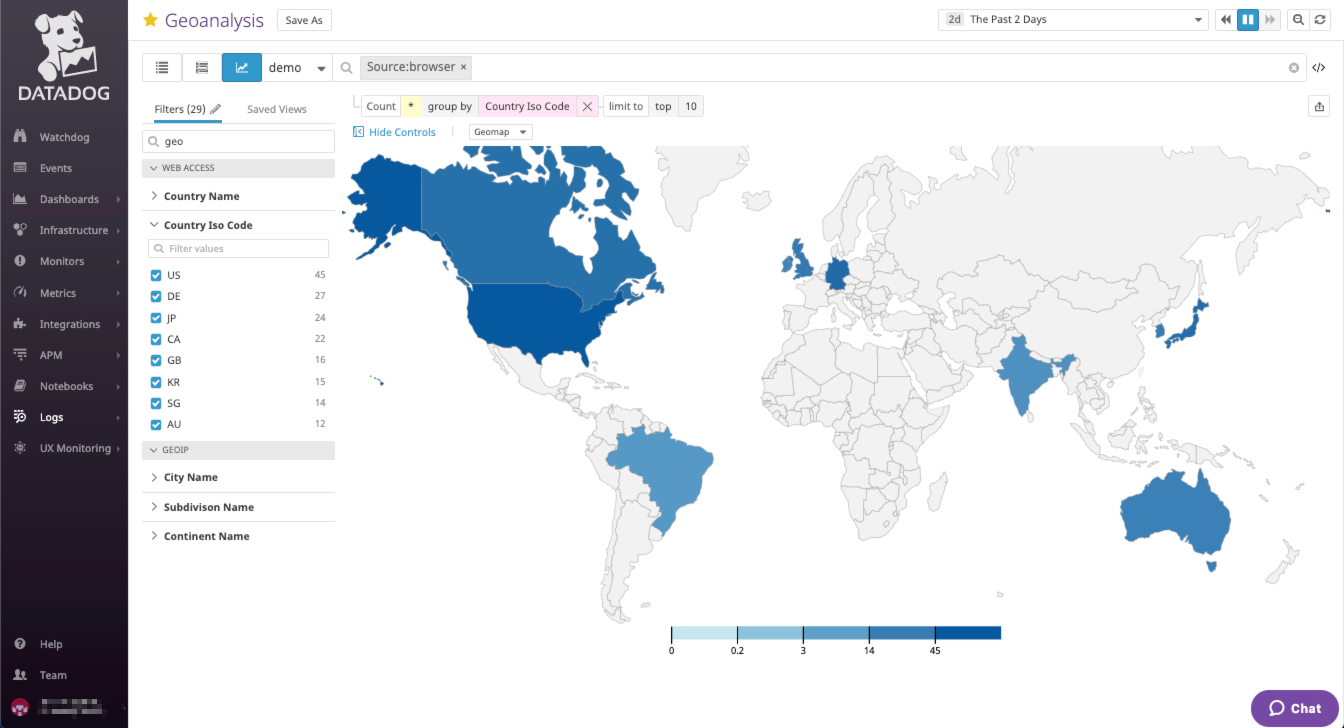 DATADOG
Watchdog
Events
Dashboards
Infrastructure
Monitors
Metrics
Integrations
APM
Notebooks
Logs
UX Monitoring
Help
Team
Geoanalysis
Save As
2d The Past 2 Days
demo
Source:browser ×
</>
Filters (29)
Saved Views
geo
WEB ACCESS
Country Name
Country Iso Code
Filter values
US 45
DE 27
JP 24
CA 22
GB 16
KR 15
SG 14
AU 12
GEOIP
City Name
Subdivison Name
Continent Name
Count * group by Country Iso Code limit to top 10
Hide Controls
Geomap
0 0.2 3 14 45
Chat